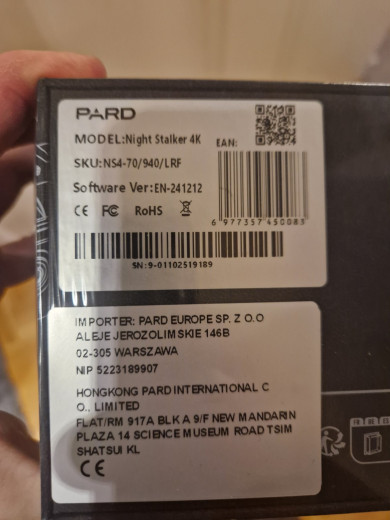 PARD
MODEL:Night Stalker 4K
EAN:
SKU:NS4-70/940/LRF
Software Ver:EN-241212
CE FC RoHS
6 977357 450085
SN:9-01102519189
IMPORTER: PARD EUROPE SP. Z O.O
ALEJE JEROZOLIMSKIE 146B
02-305 WARSZAWA
NIP 5223189907
HONGKONG PARD INTERNATIONAL C
O., LIMITED
FLAT/RM 917A BLK A 9/F NEW MANDARIN
PLAZA 14 SCIENCE MUSEUM ROAD TSIM
SHATSUI KL
CE